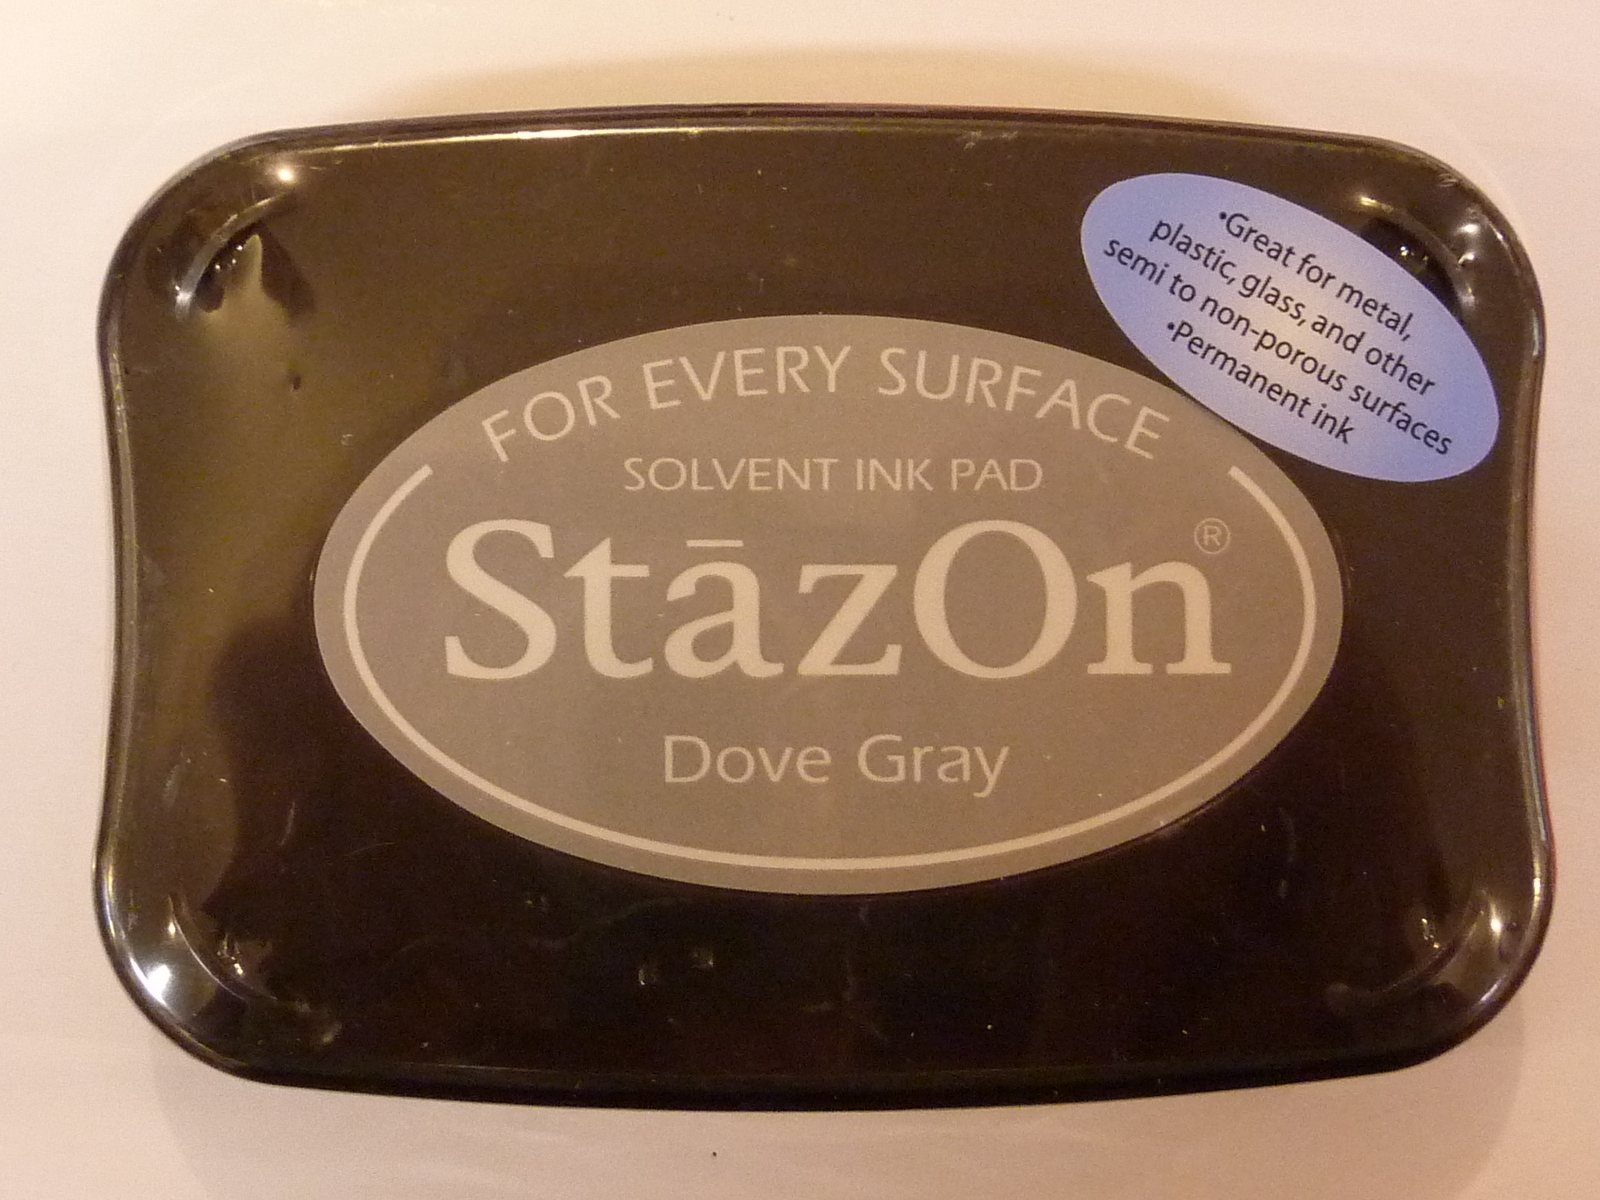 •Great for metal,
plastic, glass, and other
semi to non-porous surfaces
•Permanent ink
FOR EVERY SURFACE
SOLVENT INK PAD
StāzOn®
Dove Gray